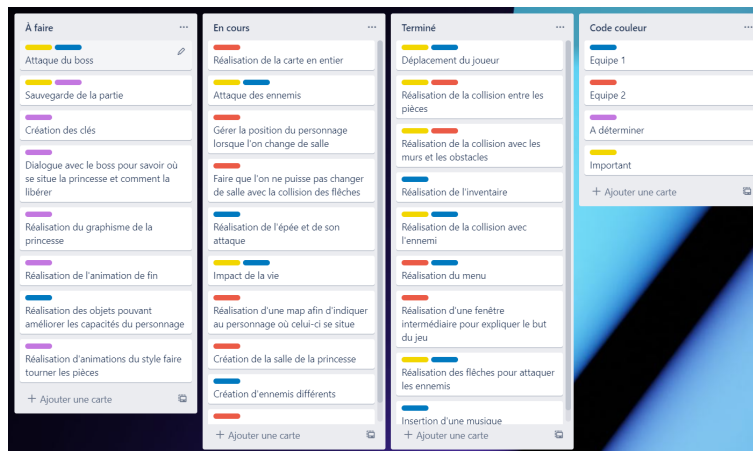 À faire
Attaque du boss
Sauvegarde de la partie
Création des clés
Dialogue avec le boss pour savoir où
se situe la princesse et comment la
libérer
Réalisation du graphisme de la
princesse
Réalisation de l'animation de fin
Réalisation des objets pouvant
améliorer les capacités du personnage
Réalisation d'animations du style faire
tourner les pièces
+ Ajouter une carte
En cours
Réalisation de la carte en entier
Attaque des ennemis
Gérer la position du personnage
lorsque l'on change de salle
Faire que l'on ne puisse pas changer
de salle avec la collision des flêches
Réalisation de l'épée et de son
attaque
Impact de la vie
Réalisation d'une map afin d'indiquer
au personnage où celui-ci se situe
Création de la salle de la princesse
Création d'ennemis différents
+ Ajouter une carte
Terminé
Déplacement du joueur
Réalisation de la collision entre les
pièces
Réalisation de la collision avec les
murs et les obstacles
Réalisation de l'inventaire
Réalisation de la collision avec
l'ennemi
Réalisation du menu
Réalisation d'une fenêtre
intermédiaire pour expliquer le but
du jeu
Réalisation des flêches pour attaquer
les ennemis
Insertion d'une musique
+ Ajouter une carte
Code couleur
Equipe 1
Equipe 2
A déterminer
Important
+ Ajouter une carte